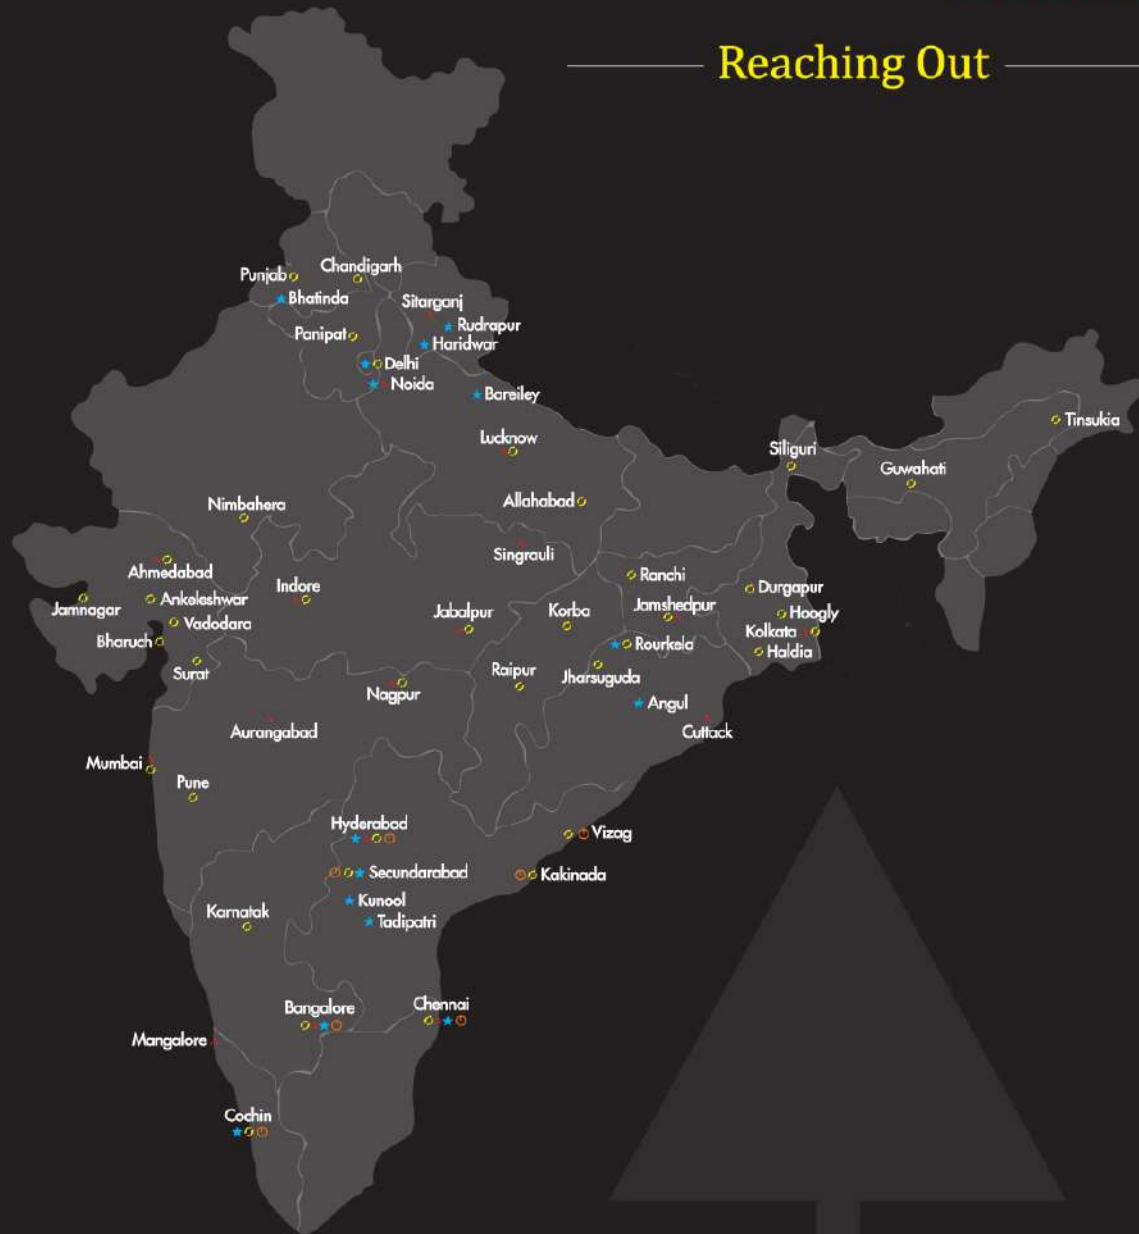 Reaching Out
Chandigarh
Punjab
Bhatinda
Sitarganj
Rudrapur
Panipat
Haridwar
Delhi
Noida
Bareiley
Tinsukia
Lucknow
Siliguri
Guwahati
Nimbahera
Allahabad
Singrauli
Ahmedabad
Ranchi
Indore
Durgapur
Jamnagar
Ankeleshwar
Jabalpur
Korba
Jamshedpur
Hoogly
Vadodara
Kolkata
Bharuch
Rourkela
Haldia
Surat
Raipur
Jharsuguda
Nagpur
Angul
Aurangabad
Cuttack
Mumbai
Pune
Hyderabad
Vizag
Secundarabad
Kakinada
Kunool
Karnatak
Tadipatri
Bangalore
Chennai
Mangalore
Cochin